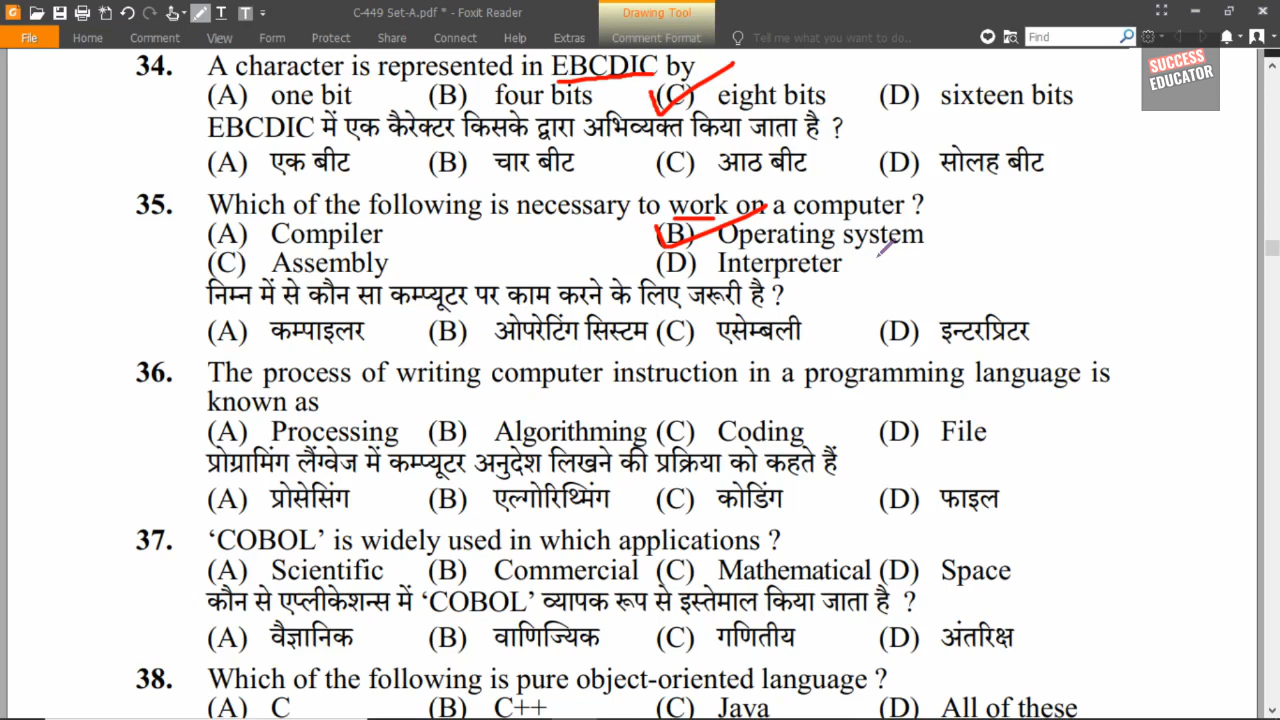 C-449 Set-A.pdf * - Foxit Reader
Drawing Tool
File Home Comment View Form Protect Share Connect Help Extras Comment Format Tell me what you want to do.. Find
SUCCESS
EDUCATOR
34. A character is represented in EBCDIC by
(A) one bit (B) four bits (C) eight bits (D) sixteen bits
EBCDIC में एक कैरेक्टर किसके द्वारा अभिव्यक्त किया जाता है ?
(A) एक बीट (B) चार बीट (C) आठ बीट (D) सोलह बीट
35. Which of the following is necessary to work on a computer ?
(A) Compiler (B) Operating system
(C) Assembly (D) Interpreter
निम्न में से कौन सा कम्प्यूटर पर काम करने के लिए जरूरी है ?
(A) कम्पाइलर (B) ओपरेटिंग सिस्टम (C) एसेम्बली (D) इन्टरप्रिटर
36. The process of writing computer instruction in a programming language is
known as
(A) Processing (B) Algorithming (C) Coding (D) File
प्रोग्रामिंग लैंग्वेज में कम्प्यूटर अनुदेश लिखने की प्रक्रिया को कहते हैं
(A) प्रोसेसिंग (B) एल्गोरिथ्मिंग (C) कोडिंग (D) फाइल
37. ‘COBOL’ is widely used in which applications ?
(A) Scientific (B) Commercial (C) Mathematical (D) Space
कौन से एप्लीकेशन्स में ‘COBOL’ व्यापक रूप से इस्तेमाल किया जाता है ?
(A) वैज्ञानिक (B) वाणिज्यिक (C) गणितीय (D) अंतरिक्ष
38. Which of the following is pure object-oriented language ?
(A) C (B) C++ (C) Java (D) All of these